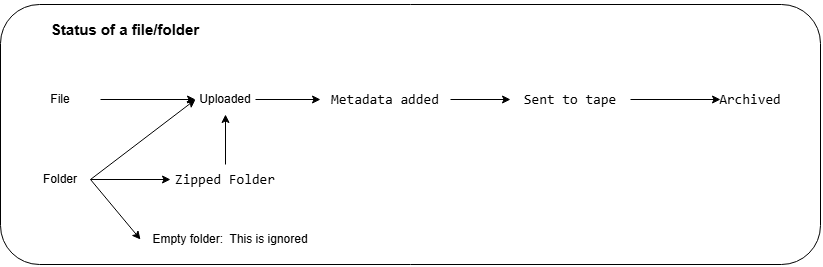 Status of a file/folder
File
Uploaded
Metadata added
Sent to tape
Archived
Folder
Zipped Folder
Empty folder:  This is ignored